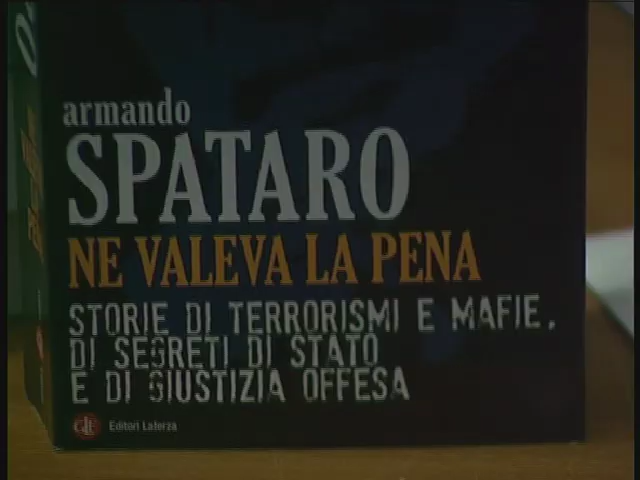 armando
SPATARO
NE VALEVA LA PENA
STORIE DI TERRORISMI E MAFIE,
DI SEGRETI DI STATO
E DI GIUSTIZIA OFFESA
Editori Laterza